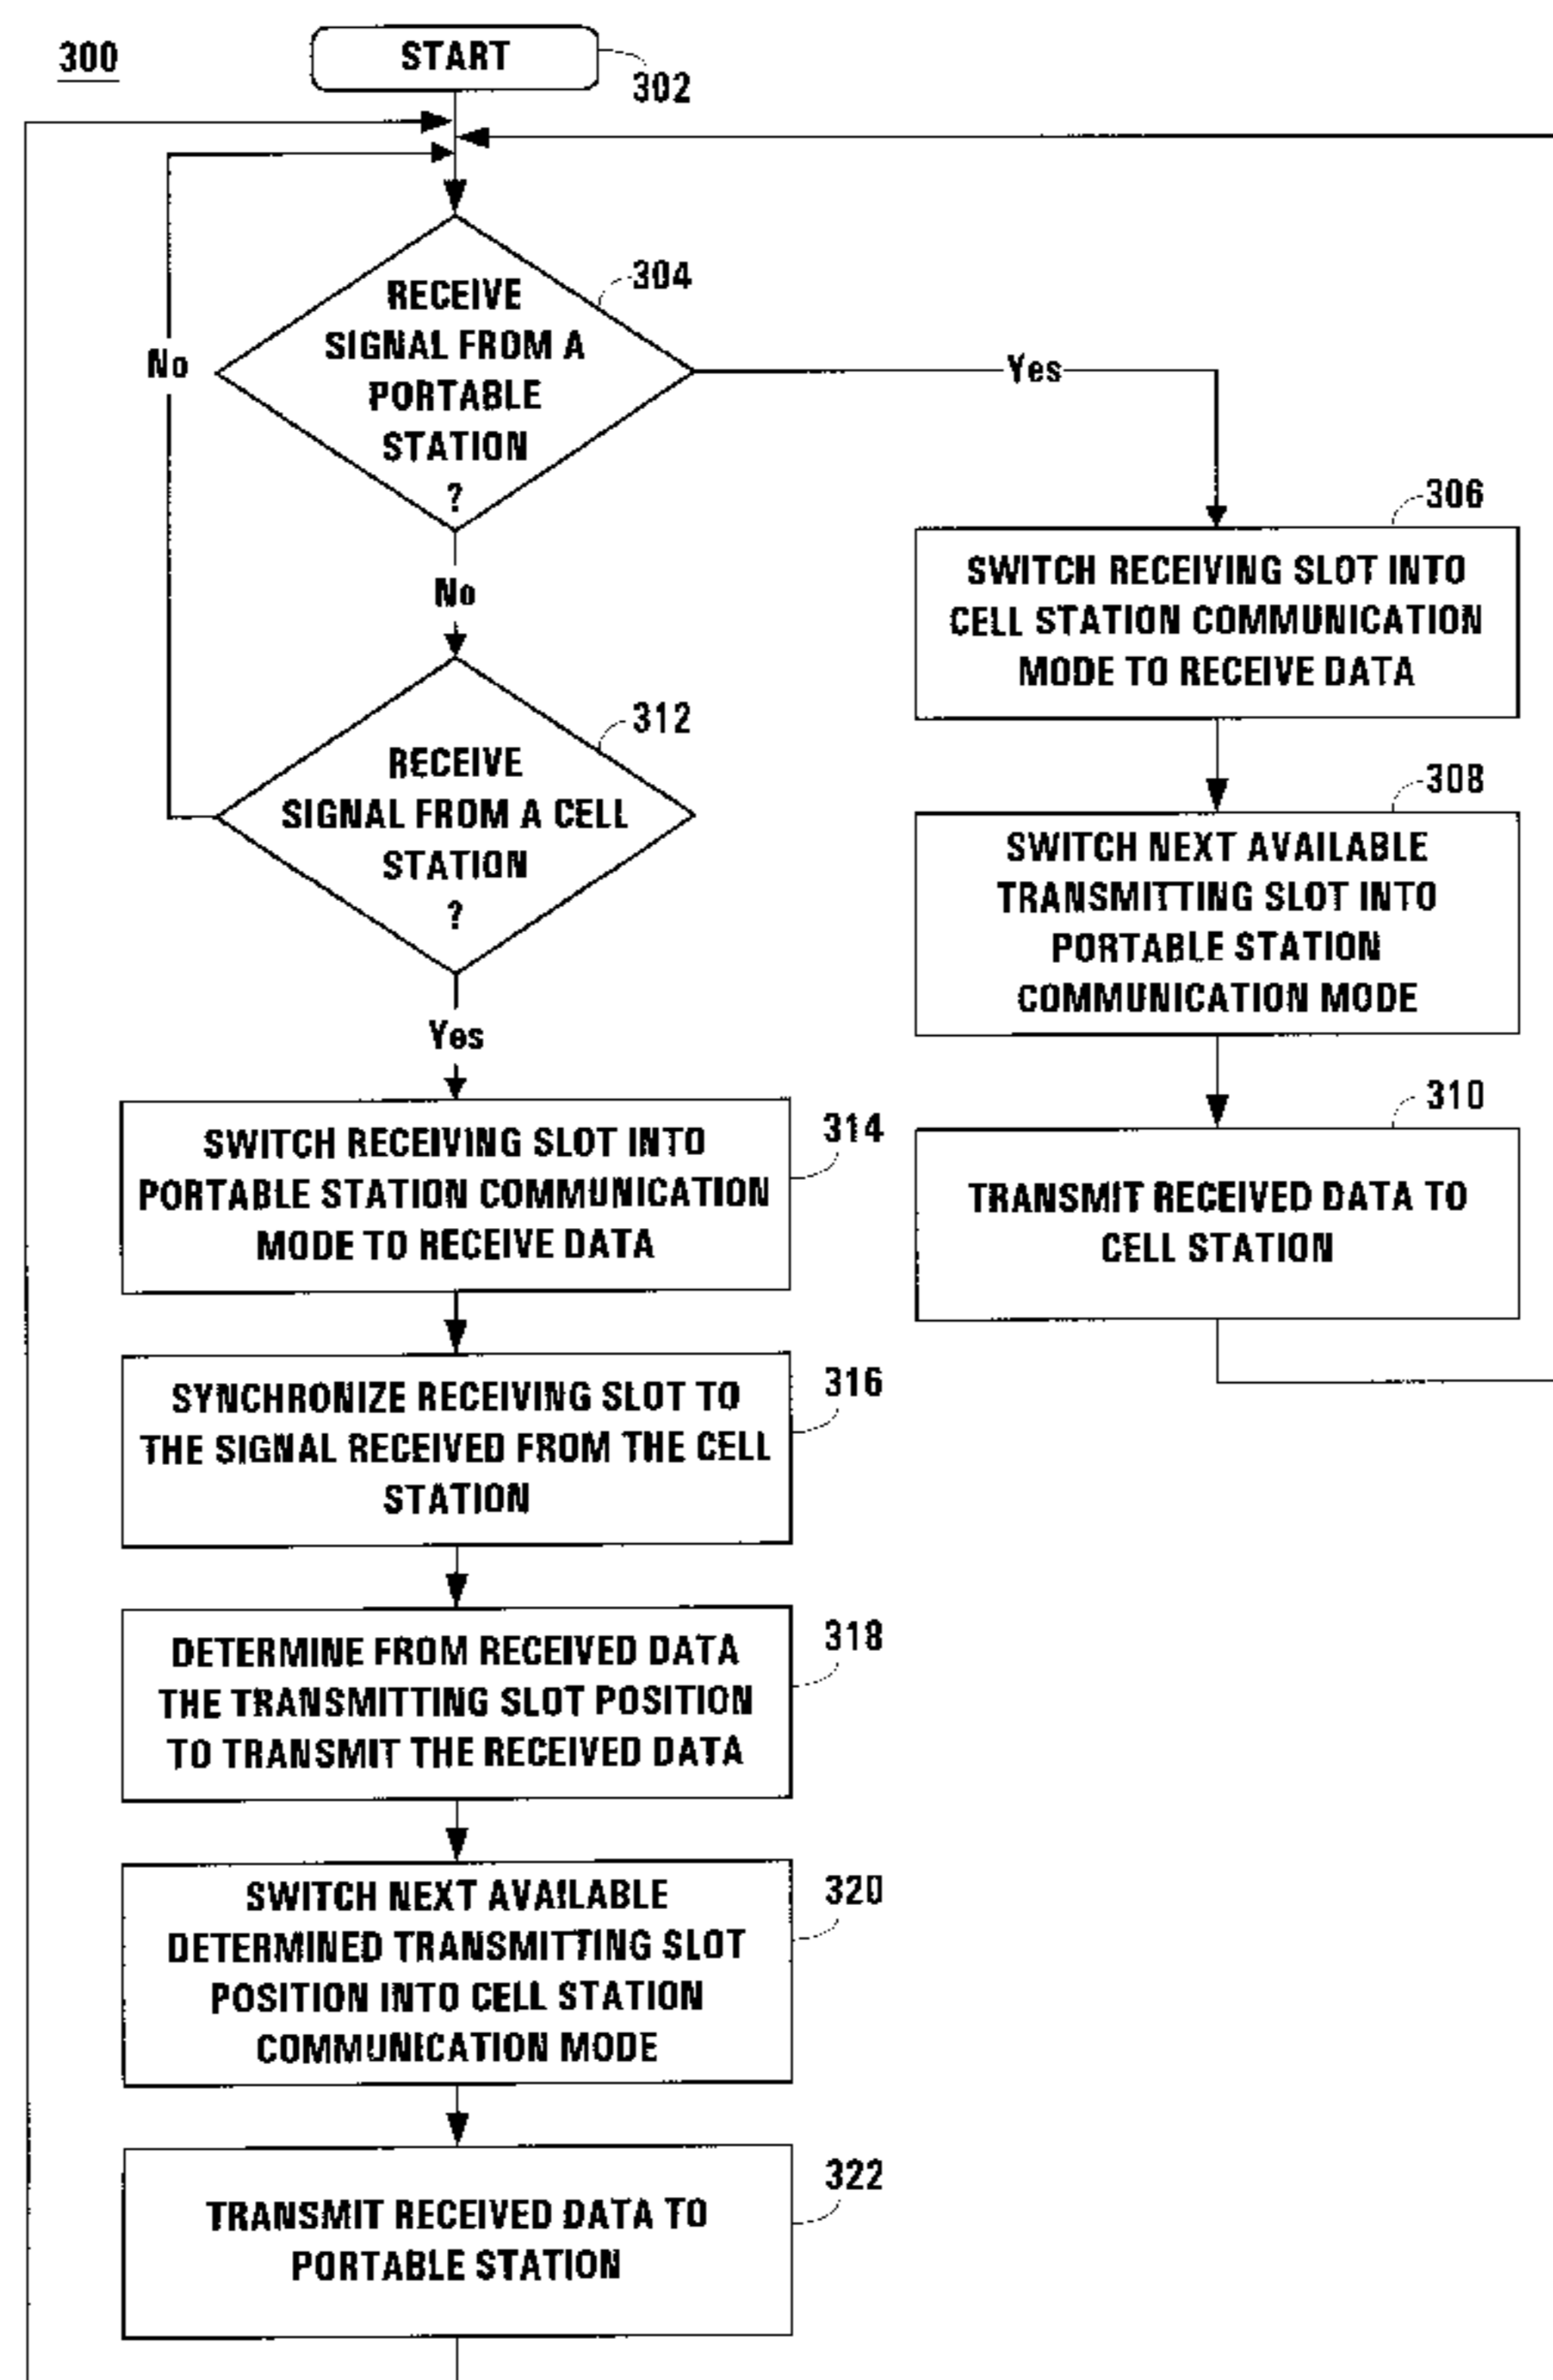 300
START
302
RECEIVE
SIGNAL FROM A
PORTABLE
STATION
?
304
No
Yes
No
306
SWITCH RECEIVING SLOT INTO
CELL STATION COMMUNICATION
MODE TO RECEIVE DATA
308
SWITCH NEXT AVAILABLE
TRANSMITTING SLOT INTO
PORTABLE STATION
COMMUNICATION MODE
310
TRANSMIT RECEIVED DATA TO
CELL STATION
312
RECEIVE
SIGNAL FROM A CELL
STATION
?
Yes
314
SWITCH RECEIVING SLOT INTO
PORTABLE STATION COMMUNICATION
MODE TO RECEIVE DATA
316
SYNCHRONIZE RECEIVING SLOT TO
THE SIGNAL RECEIVED FROM THE CELL
STATION
318
DETERMINE FROM RECEIVED DATA
THE TRANSMITTING SLOT POSITION
TO TRANSMIT THE RECEIVED DATA
320
SWITCH NEXT AVAILABLE
DETERMINED TRANSMITTING SLOT
POSITION INTO CELL STATION
COMMUNICATION MODE
322
TRANSMIT RECEIVED DATA TO
PORTABLE STATION